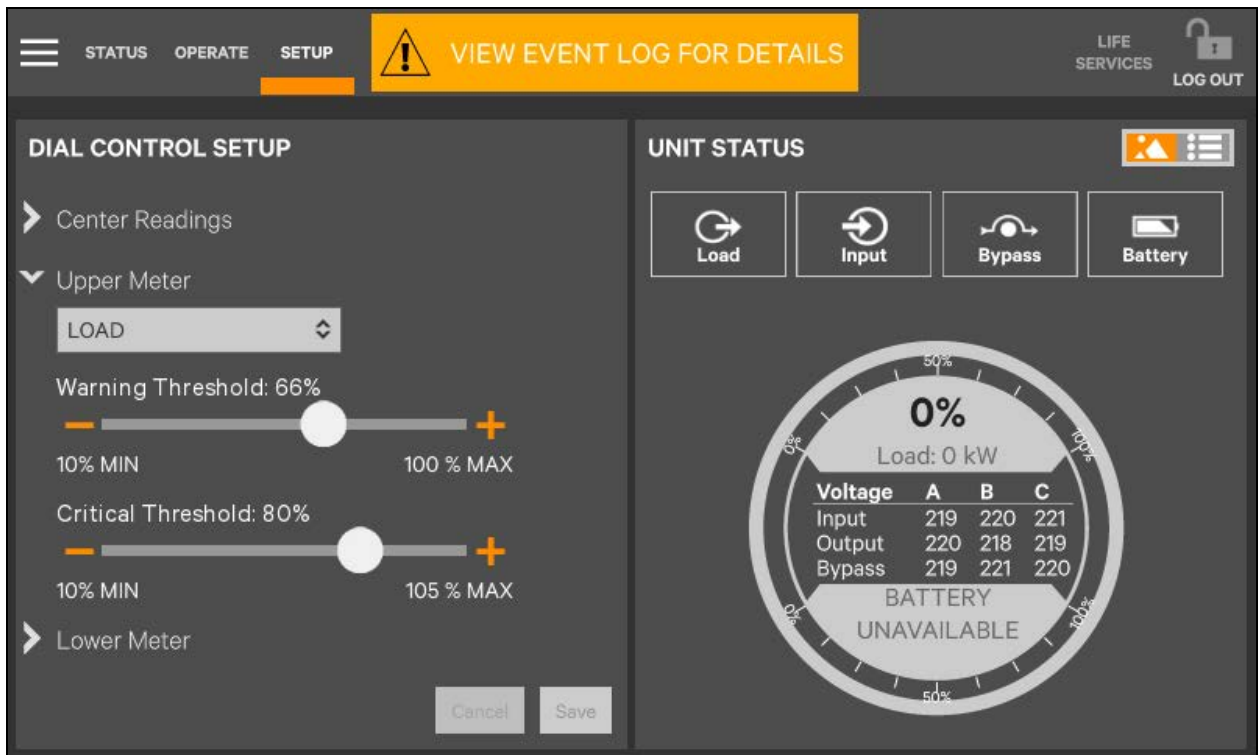 STATUS OPERATE SETUP
VIEW EVENT LOG FOR DETAILS
LIFE
SERVICES
LOG OUT
DIAL CONTROL SETUP
Center Readings
Upper Meter
LOAD
Warning Threshold: 66%
10% MIN 100 % MAX
Critical Threshold: 80%
10% MIN 105 % MAX
Lower Meter
Cancel Save
UNIT STATUS
Load Input Bypass Battery
50%
0% 100%
0%
Load: 0 kW
Voltage A B C
Input 219 220 221
Output 220 218 219
Bypass 219 221 220
BATTERY
UNAVAILABLE
0% 100%
50%